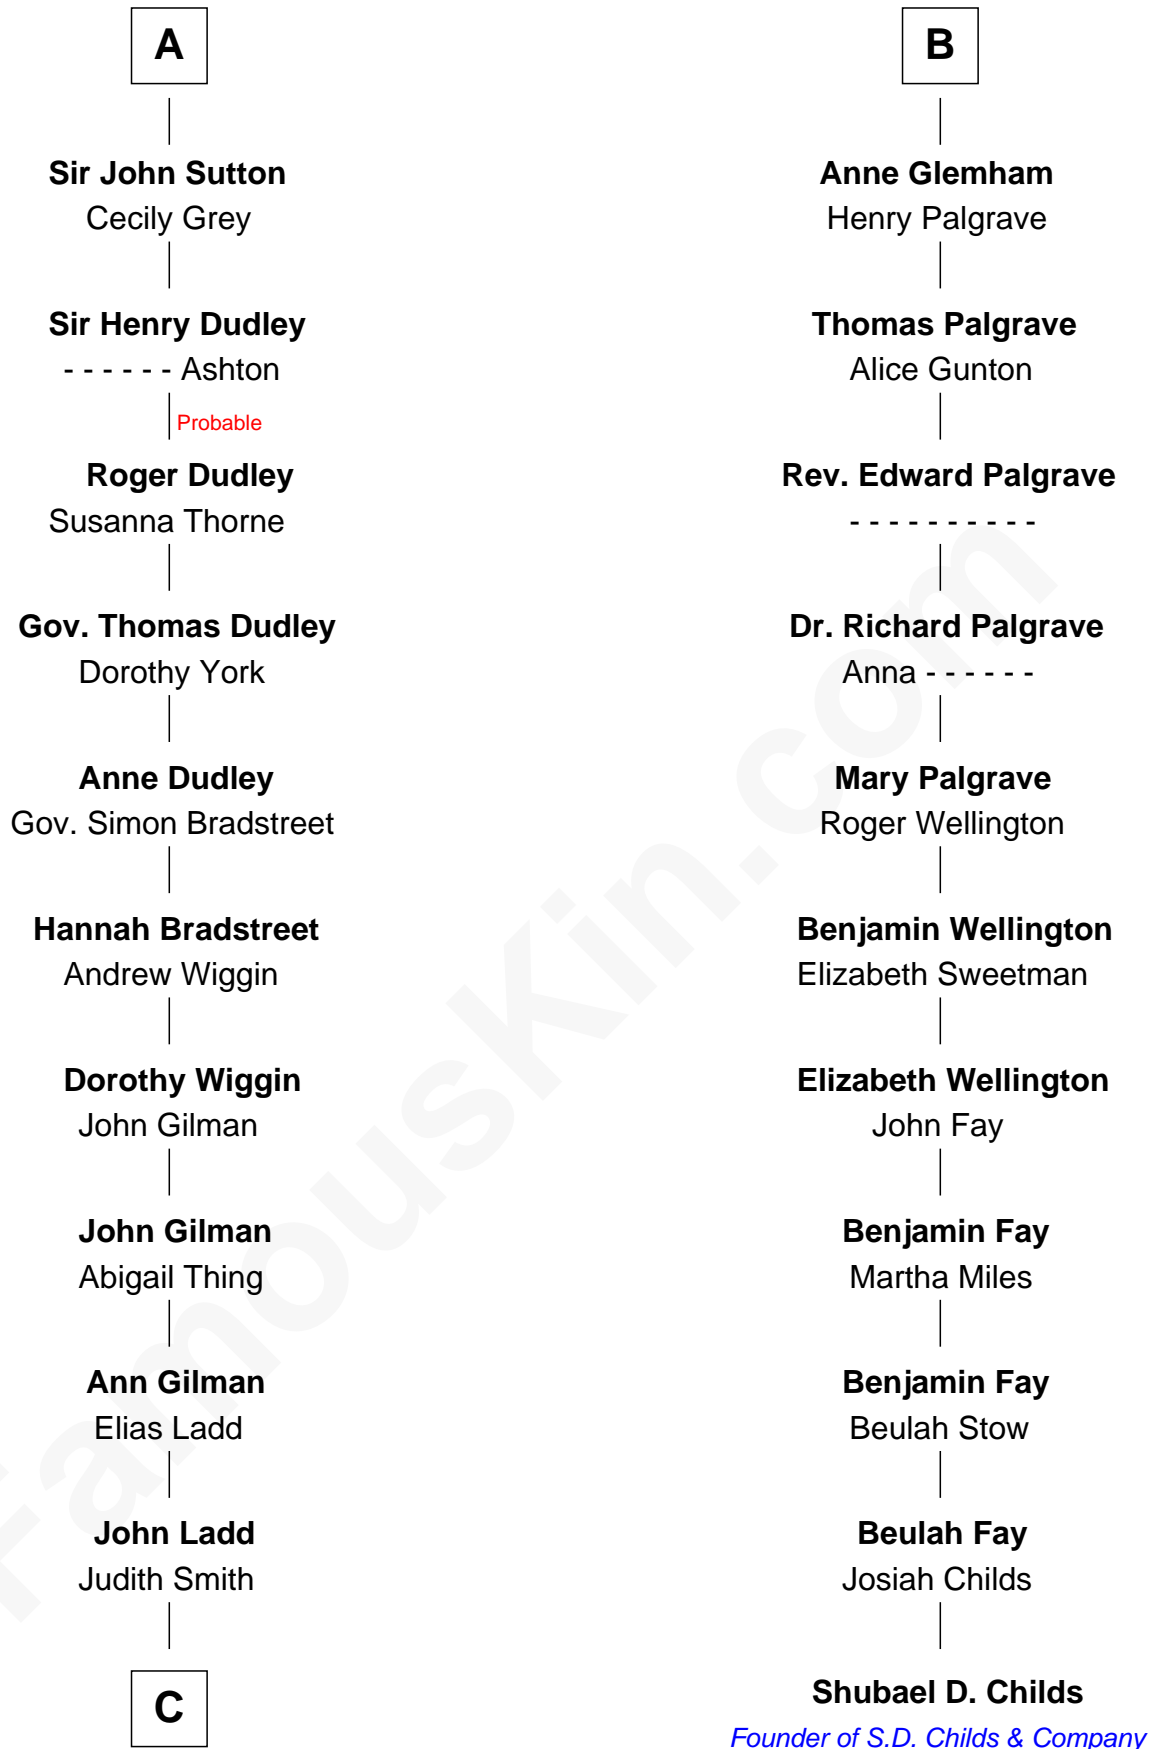 A
Sir John Sutton
Cecily Grey
Sir Henry Dudley
- - - - - - Ashton
Probable
Roger Dudley
Susanna Thorne
Gov. Thomas Dudley
Dorothy York
Anne Dudley
Gov. Simon Bradstreet
Hannah Bradstreet
Andrew Wiggin
Dorothy Wiggin
John Gilman
John Gilman
Abigail Thing
Ann Gilman
Elias Ladd
John Ladd
Judith Smith
C
B
Anne Glemham
Henry Palgrave
Thomas Palgrave
Alice Gunton
Rev. Edward Palgrave
- - - - - - - - - -
Dr. Richard Palgrave
Anna - - - - - -
Mary Palgrave
Roger Wellington
Benjamin Wellington
Elizabeth Sweetman
Elizabeth Wellington
John Fay
Benjamin Fay
Martha Miles
Benjamin Fay
Beulah Stow
Beulah Fay
Josiah Childs
Shubael D. Childs
Founder of S.D. Childs & Company
FamousKin.com